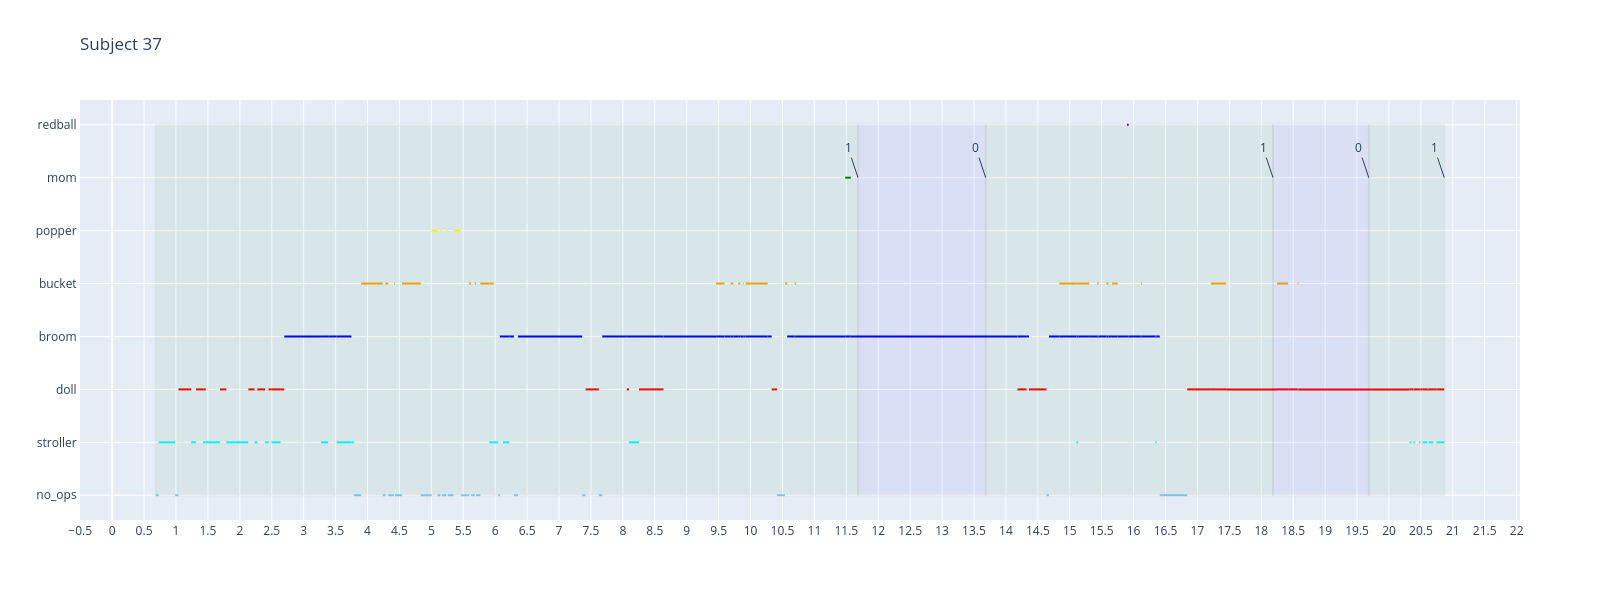 Subject 37
redball
1 0 1 0 1
mom
popper
bucket
broom
doll
stroller
no_ops
−0.5 0 0.5 1 1.5 2 2.5 3 3.5 4 4.5 5 5.5 6 6.5 7 7.5 8 8.5 9 9.5 10 10.5 11 11.5 12 12.5 13 13.5 14 14.5 15 15.5 16 16.5 17 17.5 18 18.5 19 19.5 20 20.5 21 21.5 22